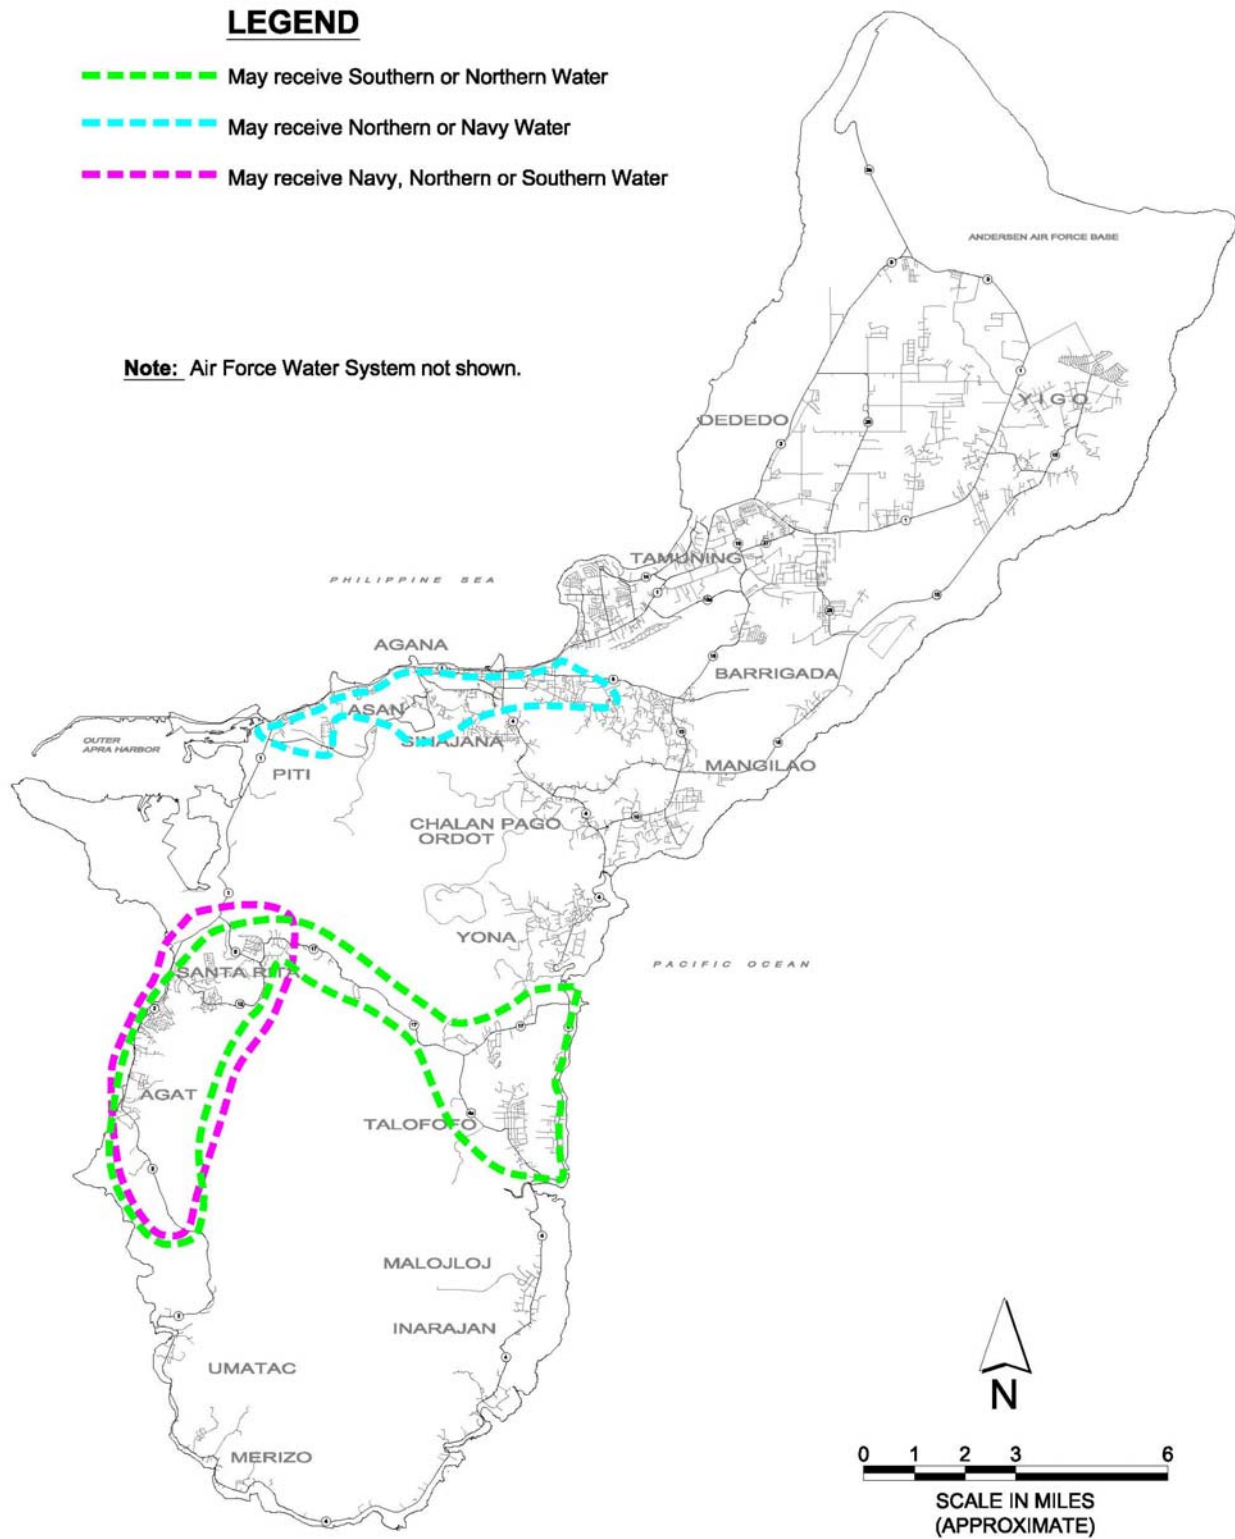 LEGEND
May receive Southern or Northern Water
May receive Northern or Navy Water
May receive Navy, Northern or Southern Water
ANDERSEN AIR FORCE BASE
Note: Air Force Water System not shown.
YIGO
DEDEDO
TAMUNING
PHILIPPINE SEA
AGANA
BARRIGADA
ASAN
OUTER
APRA HARBOR
SINAJANA
MANGILAO
PITI
CHALAN PAGO
ORDOT
YONA
PACIFIC OCEAN
SANTA RITA
AGAT
TALOFOFO
MALOJLOJ
INARAJAN
UMATAC
MERIZO
N
0 1 2 3 6
SCALE IN MILES
(APPROXIMATE)